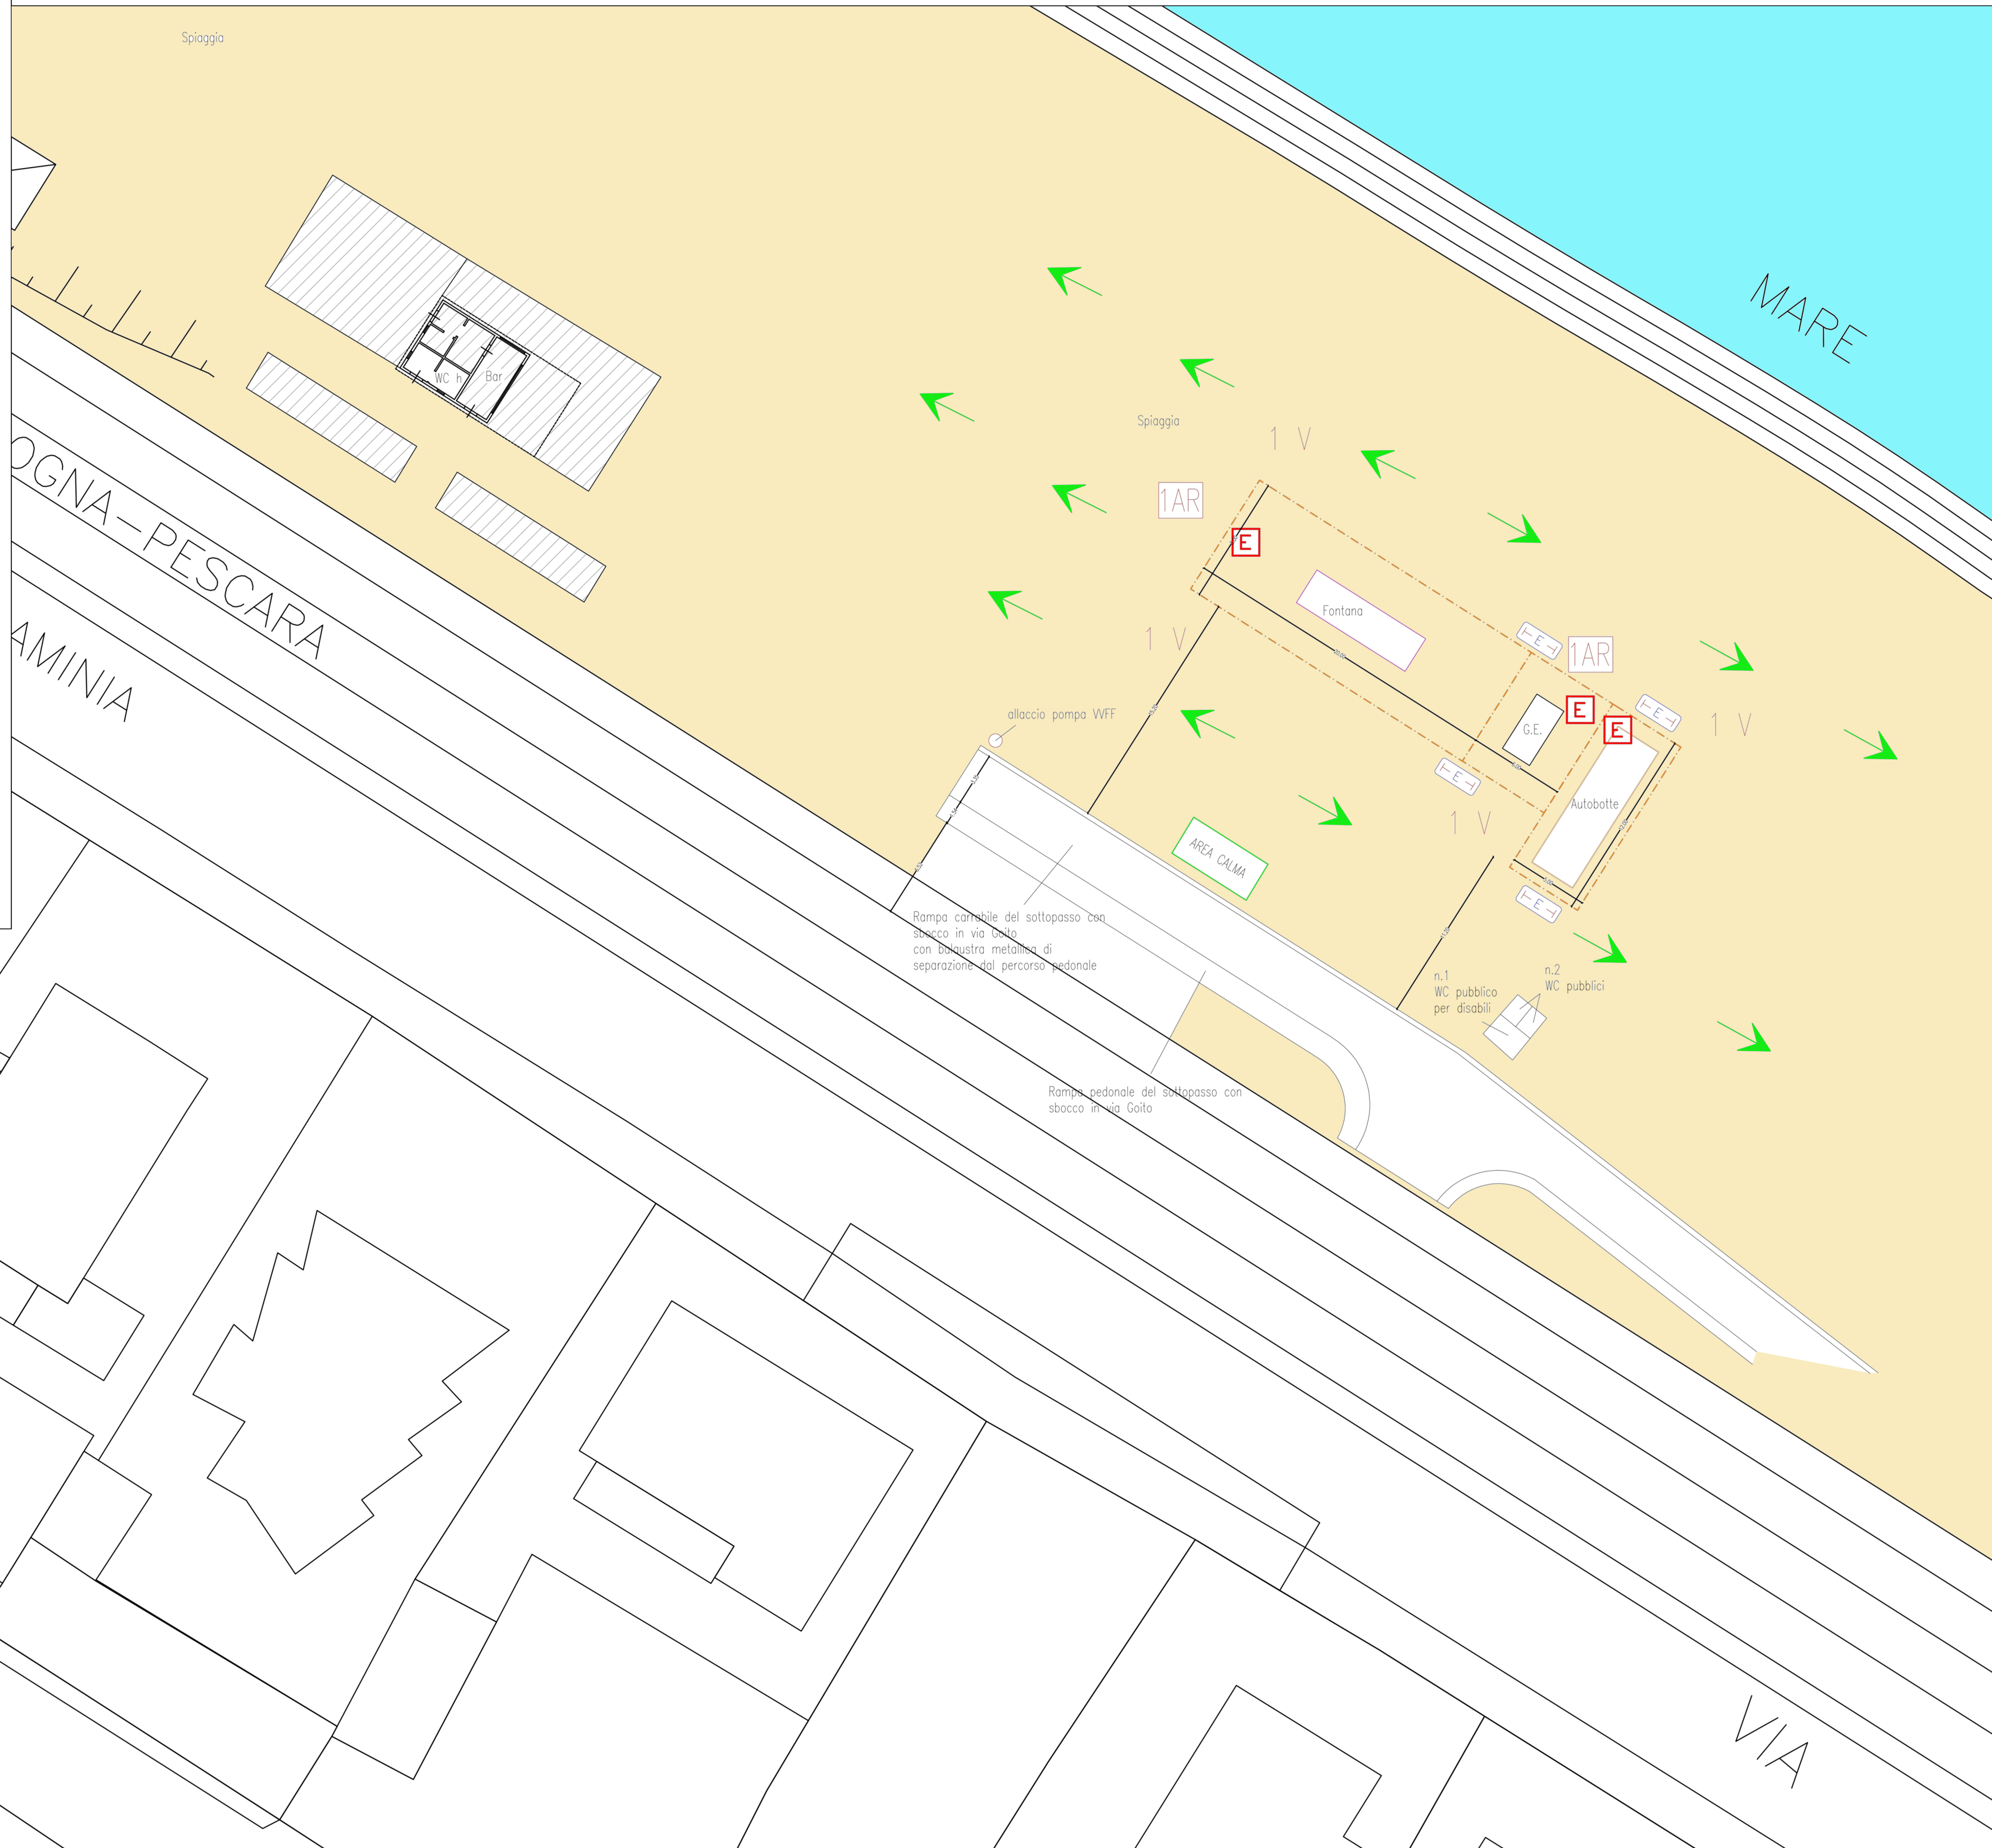 Spiaggia
MARE
WC h
Bar
Spiaggia
1 V
1AR
E
OGNA-PESCARA
Fontana
1 V
AMINIA
E
1AR
E
E
1 V
allaccio pompa VVFF
G.E.
E
E
Autobotte
1 V
AREA CALMA
E
Rampa carrabile del sottopasso con
sbocco in via Goito
con balaustra metallica di
separazione dal percorso pedonale
n.1
WC pubblico
per disabili
n.2
WC pubblici
Rampa pedonale del sottopasso con
sbocco in via Goito
VIA